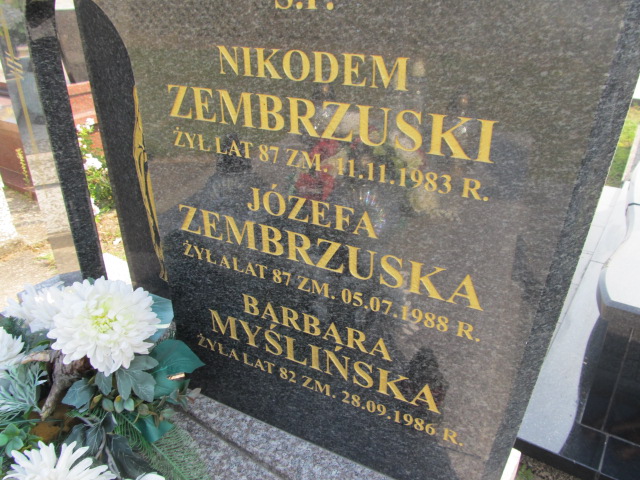 Ś.P.
NIKODEM
ZEMBRZUSKI
ŻYŁ LAT 87 ZM. 11.11.1983 R.
JÓZEFA
ZEMBRZUSKA
ŻYŁA LAT 87 ZM. 05.07.1988 R.
BARBARA
MYŚLIŃSKA
ŻYŁA LAT 82 ZM. 28.09.1986 R.